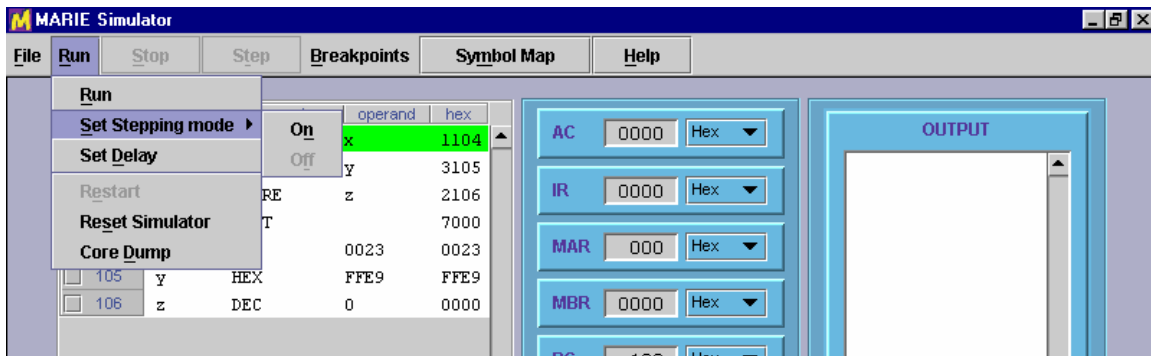 MARIE Simulator
File Run Stop Step Breakpoints Symbol Map Help
Run
Set Stepping mode
Set Delay
Restart
Reset Simulator
Core Dump
On
Off
operand hex
x 1104
y 3105
RE z 2106
T 7000
0023 0023
105 y HEX FFE9 FFE9
106 z DEC 0 0000
AC 0000 Hex
IR 0000 Hex
MAR 000 Hex
MBR 0000 Hex
OUTPUT